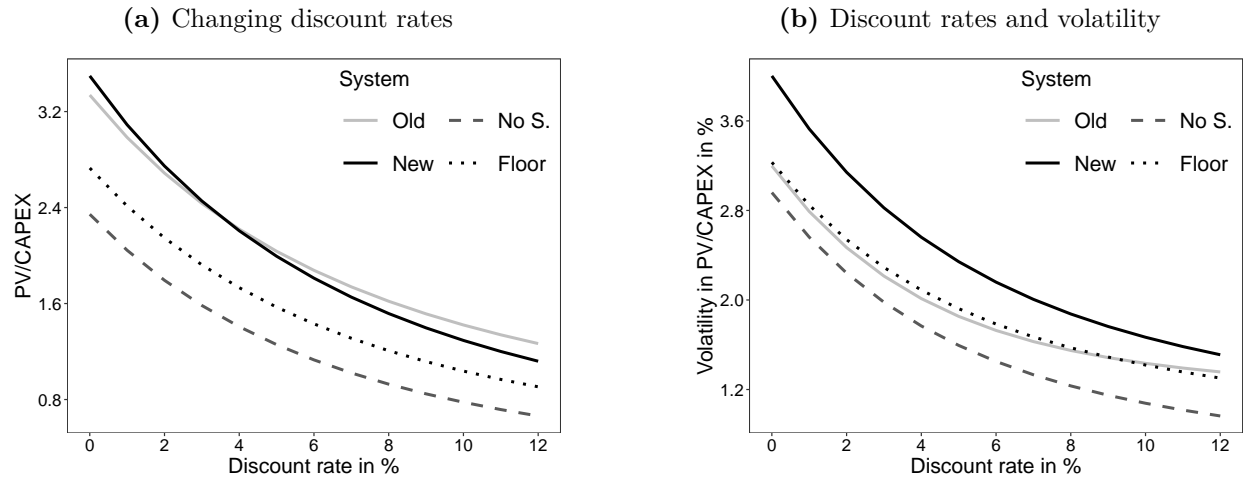 (a) Changing discount rates
System
Old
No S.
New
Floor
3.2
2.4
1.6
0.8
PV/CAPEX
0 2 4 6 8 10 12
Discount rate in %
(b) Discount rates and volatility
System
Old
No S.
New
Floor
3.6
2.8
2.0
1.2
Volatility in PV/CAPEX in %
0 2 4 6 8 10 12
Discount rate in %